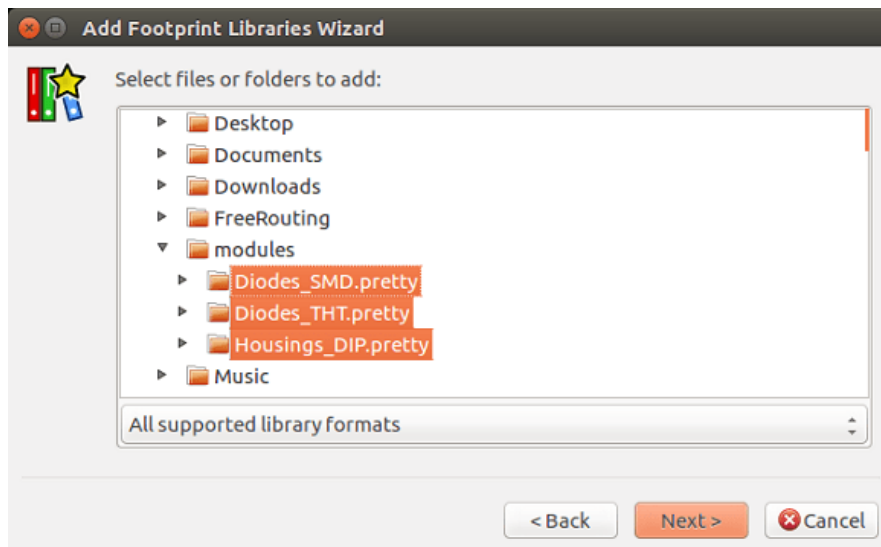 Add Footprint Libraries Wizard
Select files or folders to add:
Desktop
Documents
Downloads
FreeRouting
modules
Diodes_SMD.pretty
Diodes_THT.pretty
Housings_DIP.pretty
Music
All supported library formats
< Back Next > Cancel